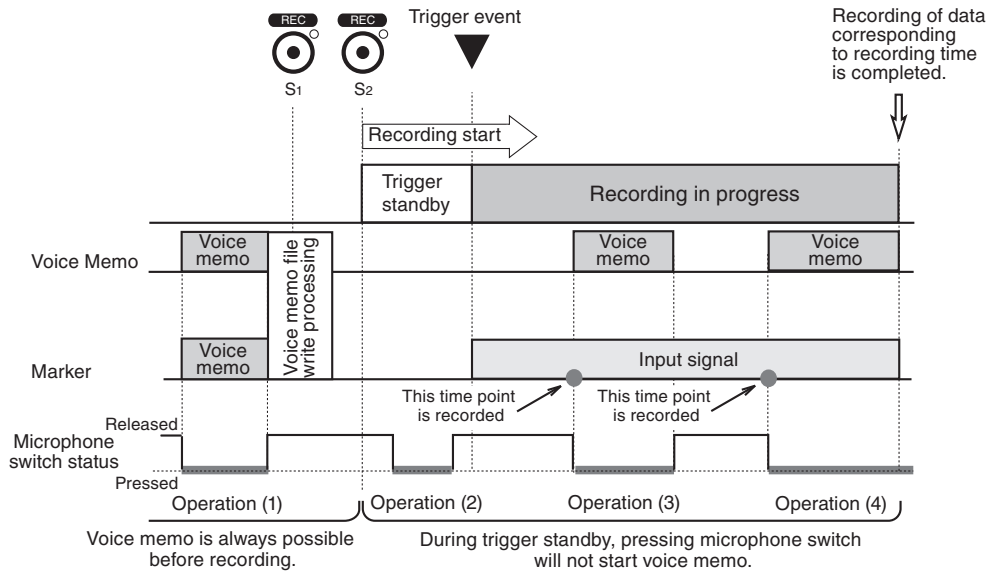 REC
REC
S1
S2
Trigger event
Recording of data
corresponding
to recording time
is completed.
Recording start
Trigger
standby
Recording in progress
Voice Memo
Voice
memo
Voice memo file
write processing
Voice
memo
Voice
memo
Marker
Voice
memo
Input signal
This time point
is recorded
This time point
is recorded
Released
Microphone
switch status
Pressed
Operation (1)
Operation (2)
Operation (3)
Operation (4)
Voice memo is always possible
before recording.
During trigger standby, pressing microphone switch
will not start voice memo.